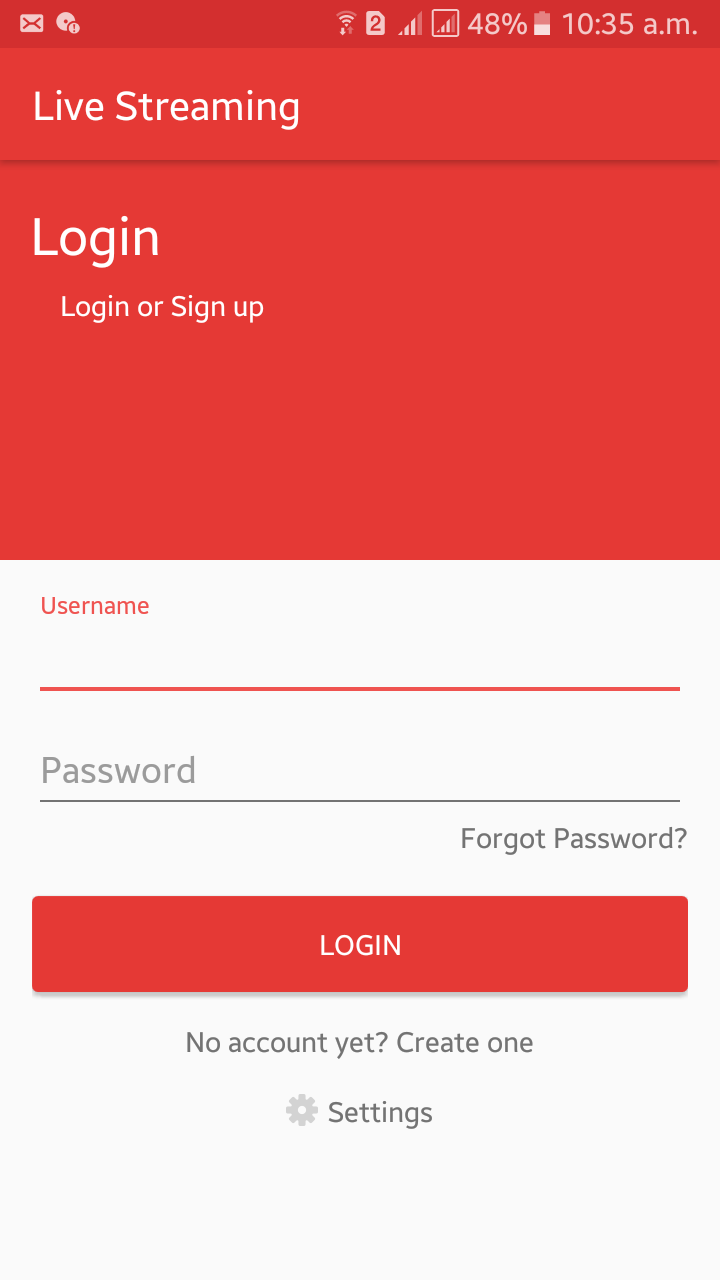 2 48% 10:35 a.m.
Live Streaming
Login
Login or Sign up
Username
Password
Forgot Password?
LOGIN
No account yet? Create one
Settings